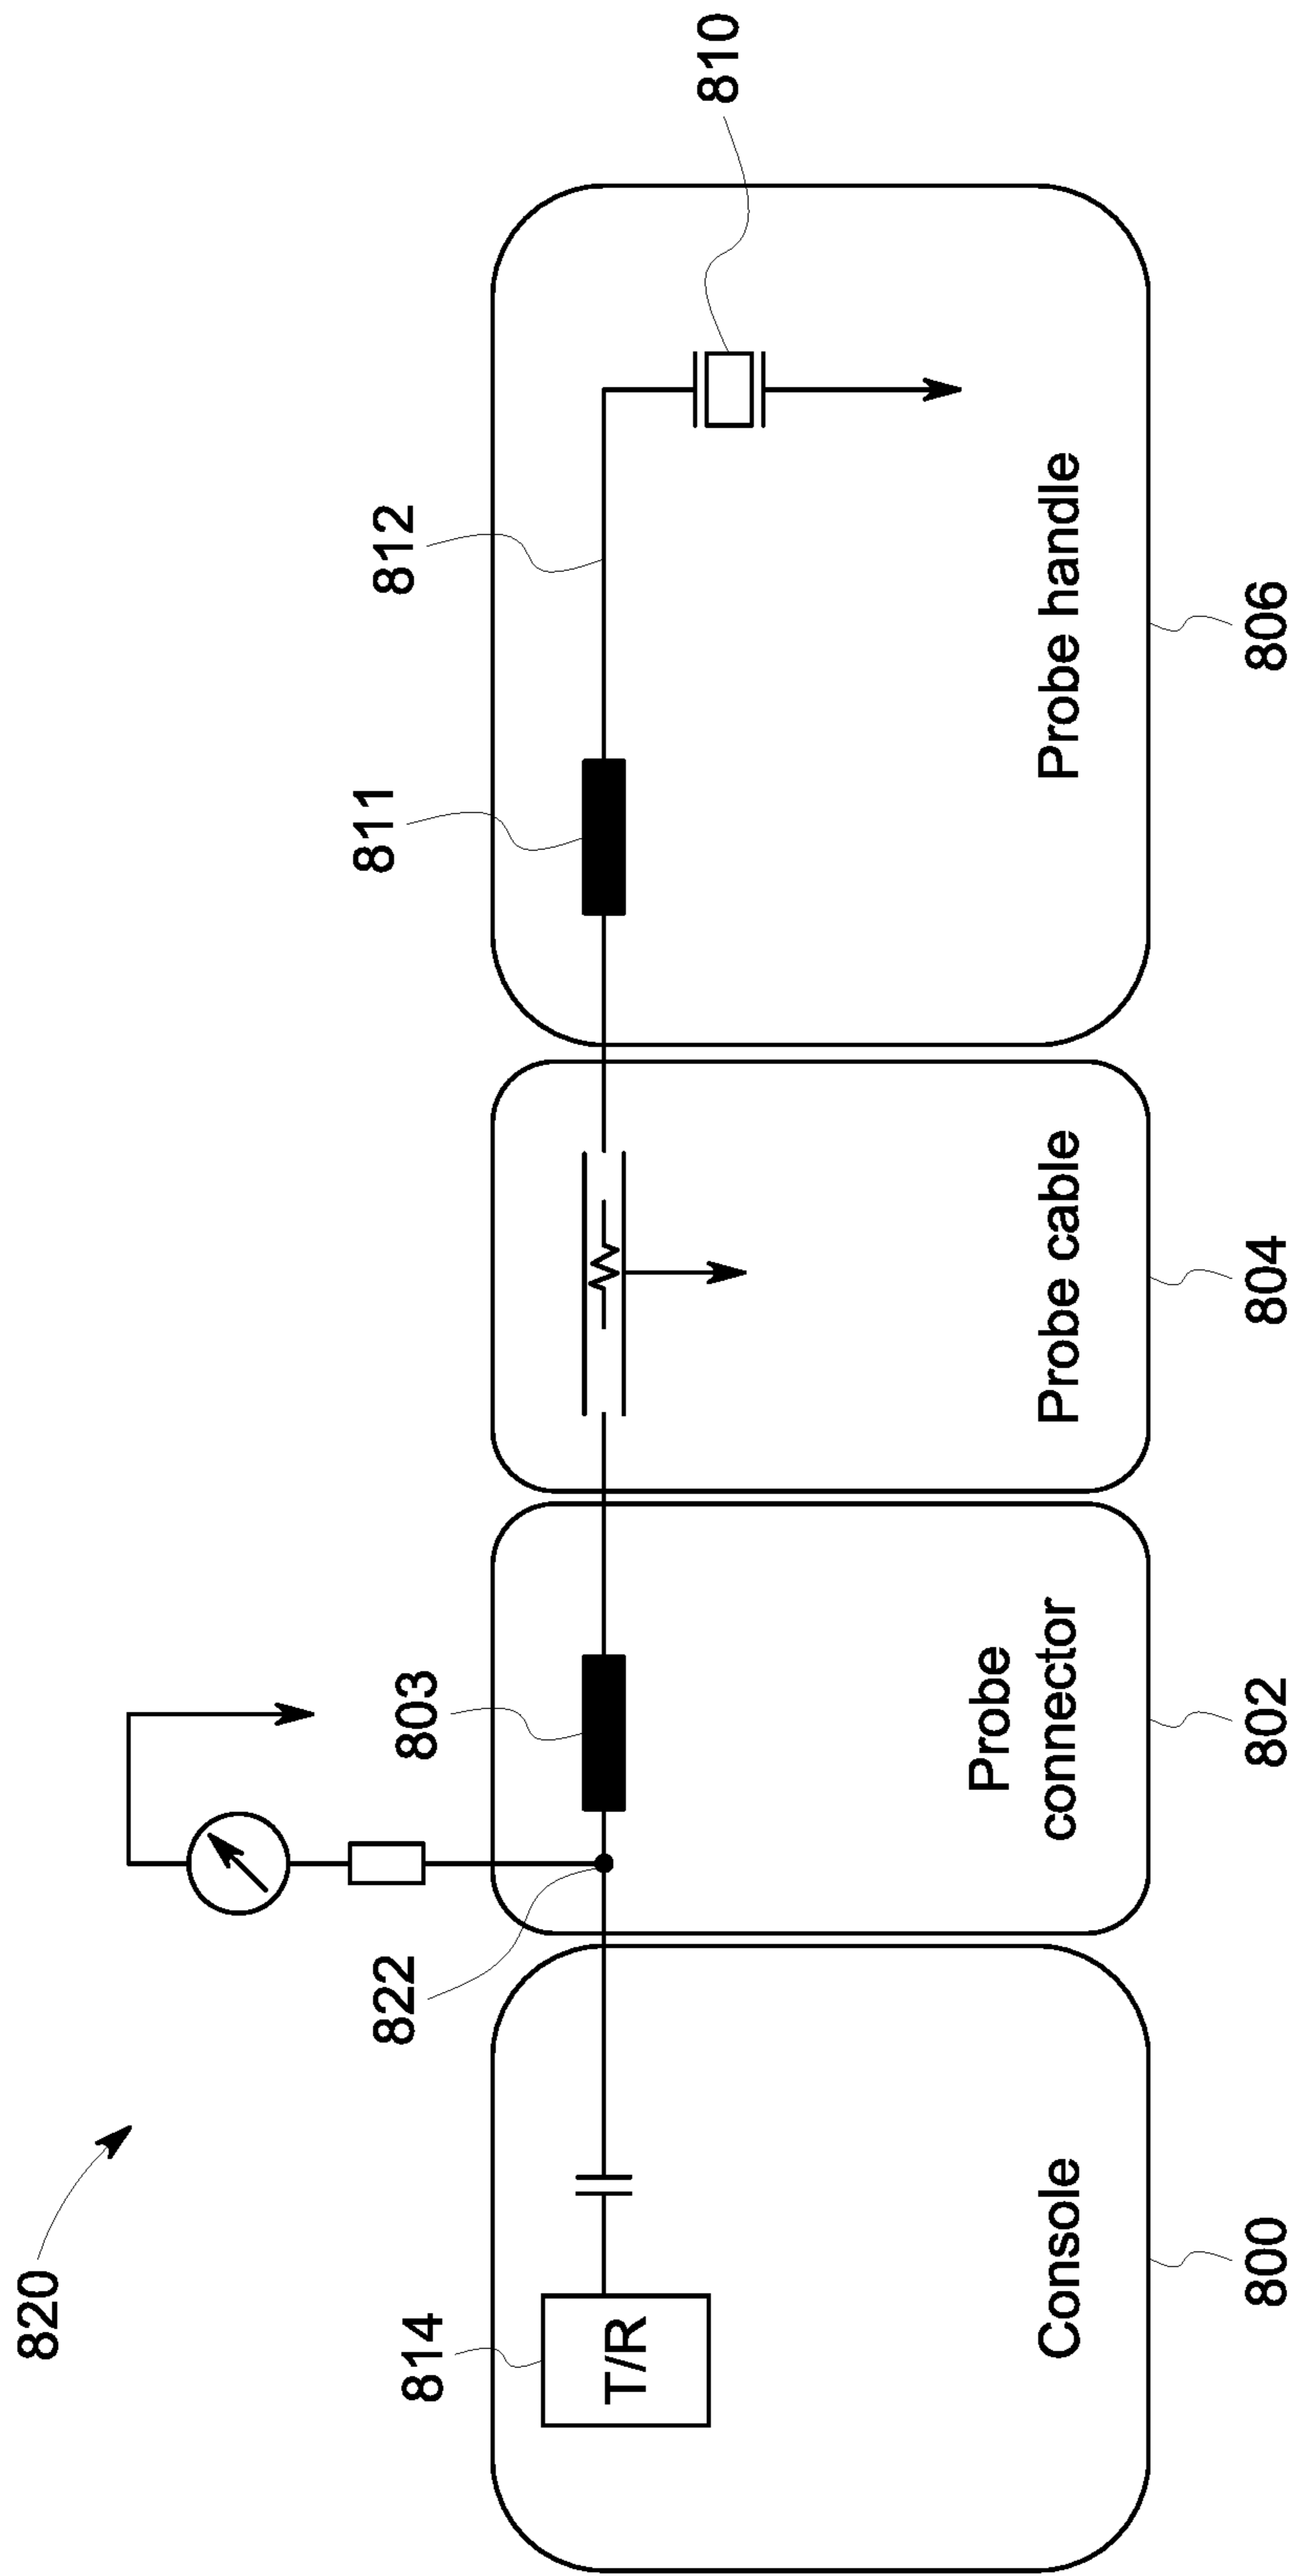 820
814
T/R
822
803
811
812
810
Console
Probe
connector
Probe cable
Probe handle
800
802
804
806